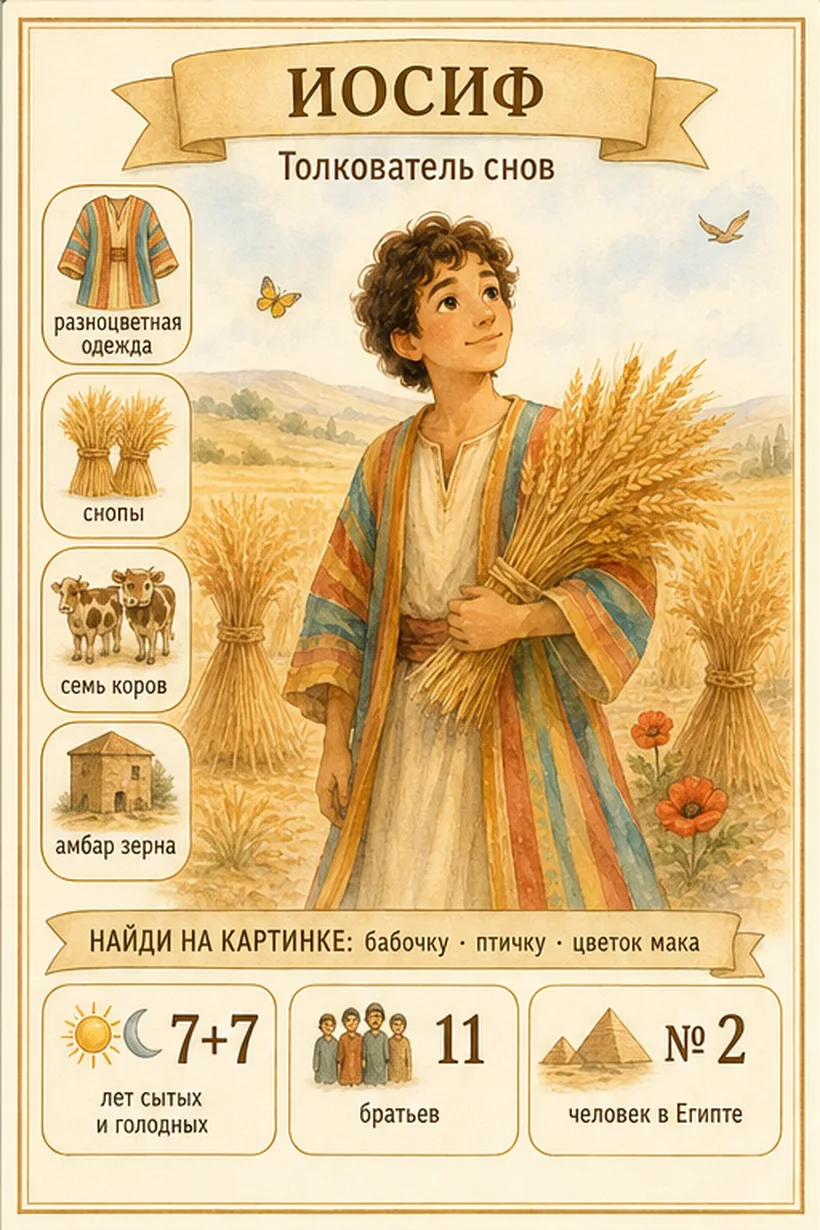 ИОСИФ
Толкователь снов
разноцветная
одежда
снопы
семь коров
амбар зерна
НАЙДИ НА КАРТИНКЕ: бабочку · птичку · цветок мака
7+7
лет сытых
и голодных
11
братьев
№ 2
человек в Египте